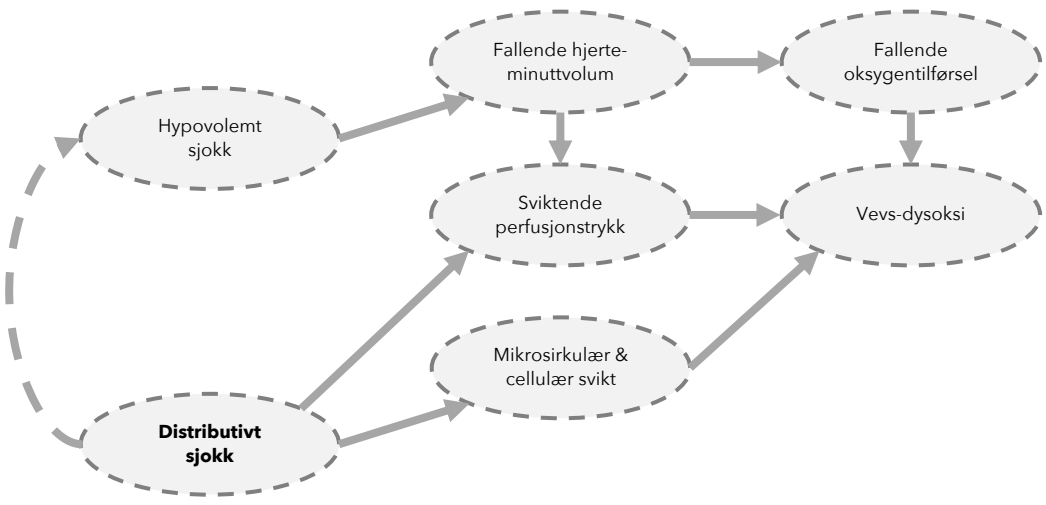 Fallende hjerte-
minuttvolum
Fallende
oksygentilførsel
Hypovolemt
sjokk
Sviktende
perfusjonstrykk
Vevs-dysoksi
Mikrosirkulær &
cellulær svikt
Distributivt
sjokk